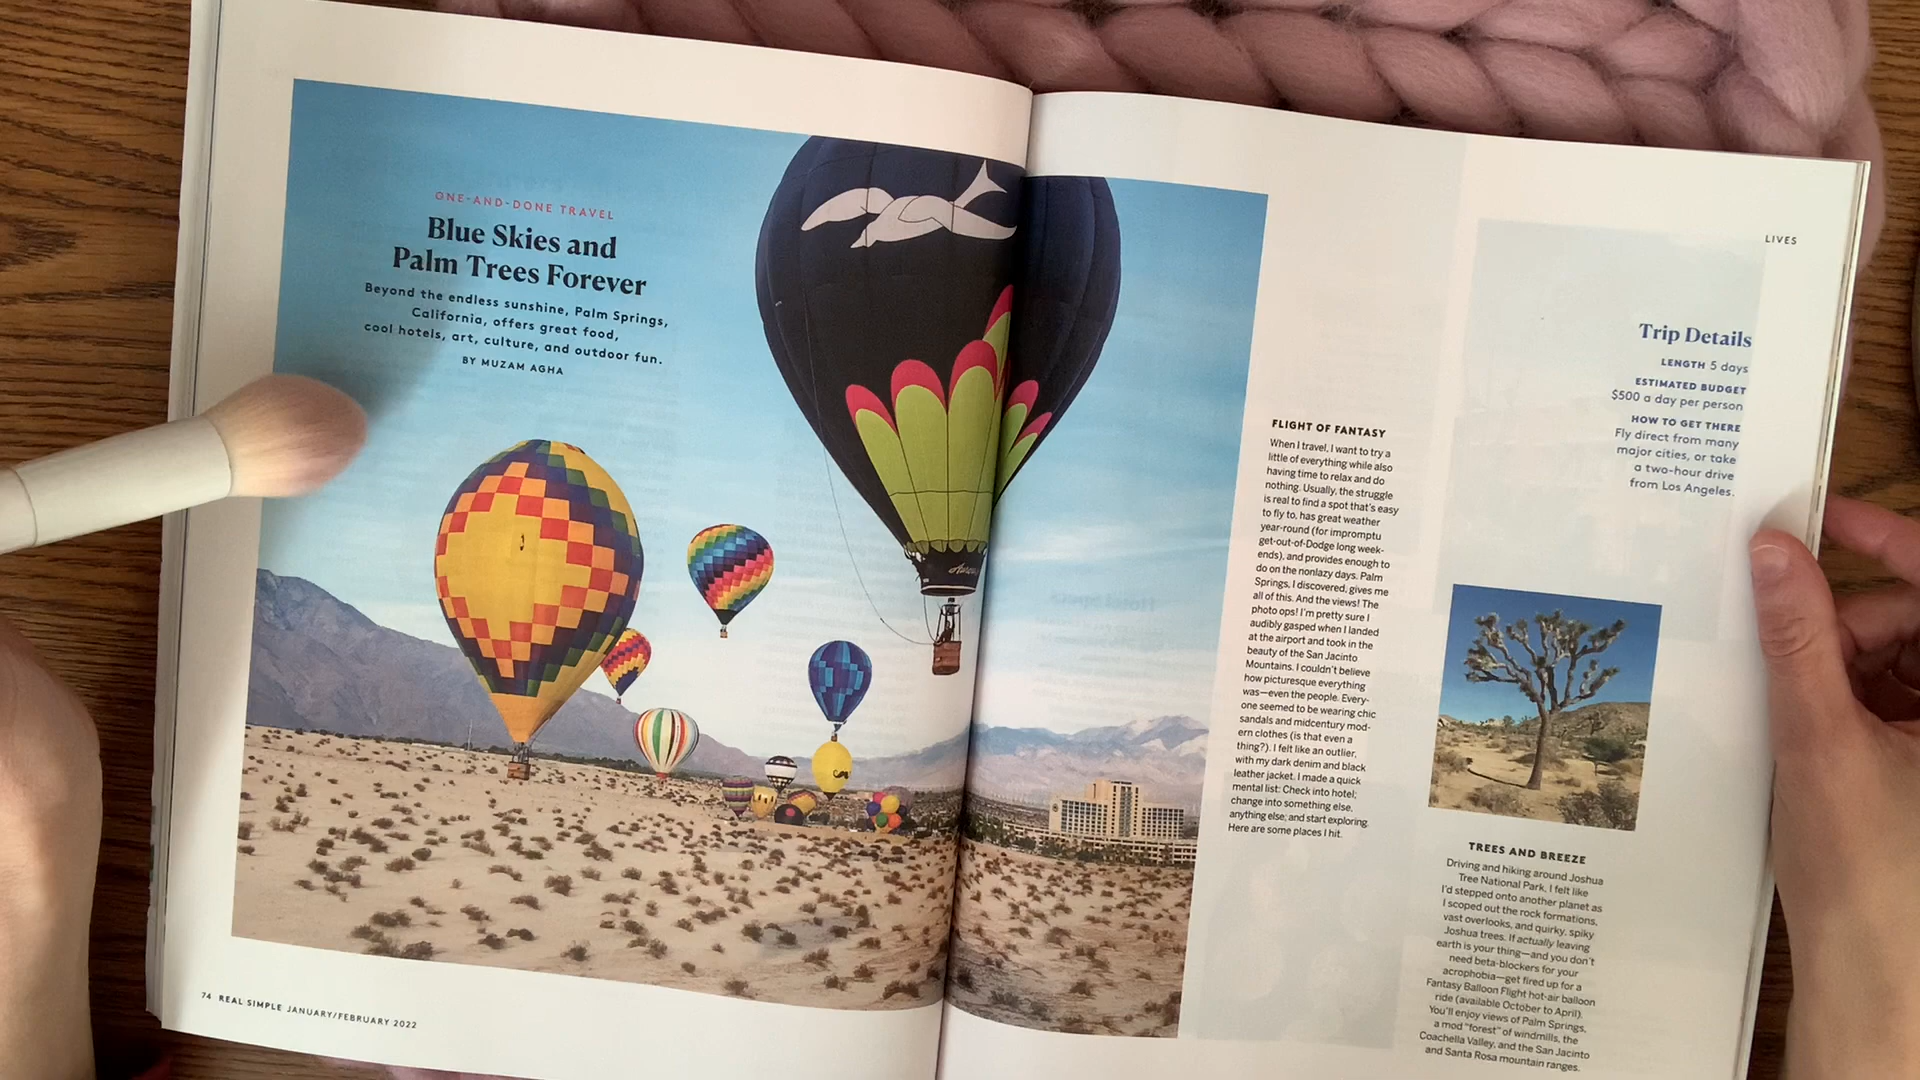 ONE-AND-DONE TRAVEL
Blue Skies and
Palm Trees Forever
Beyond the endless sunshine, Palm Springs,
California, offers great food,
cool hotels, art, culture, and outdoor fun.
BY MUZAM AGHA
74 REAL SIMPLE JANUARY/FEBRUARY 2022
LIVES
Trip Details
LENGTH 5 days
ESTIMATED BUDGET
$500 a day per person
HOW TO GET THERE
Fly direct from many
major cities, or take
a two-hour drive
from Los Angeles.
FLIGHT OF FANTASY
When I travel, I want to try a
little of everything while also
having time to relax and do
nothing. Usually, the struggle
is real to find a spot that's easy
to fly to, has great weather
year-round (for impromptu
get-out-of-Dodge long week-
ends), and provides enough to
do on the nonlazy days. Palm
Springs, I discovered, gives me
all of this. And the views! The
photo ops! I'm pretty sure I
audibly gasped when I landed
at the airport and took in the
beauty of the San Jacinto
Mountains. I couldn't believe
how picturesque everything
was—even the people. Every-
one seemed to be wearing chic
sandals and midcentury mod-
ern clothes (is that even a
thing?). I felt like an outlier,
with my dark denim and black
leather jacket. I made a quick
mental list: Check into hotel;
change into something else,
anything else; and start exploring.
Here are some places I hit.
TREES AND BREEZE
Driving and hiking around Joshua
Tree National Park, I felt like
I'd stepped onto another planet as
I scoped out the rock formations,
vast overlooks, and quirky, spiky
Joshua trees. If actually leaving
earth is your thing—and you don't
need beta-blockers for your
acrophobia—get fired up for a
Fantasy Balloon Flight hot-air balloon
ride (available October to April).
You'll enjoy views of Palm Springs,
a mod "forest" of windmills, the
Coachella Valley, and the San Jacinto
and Santa Rosa mountain ranges.